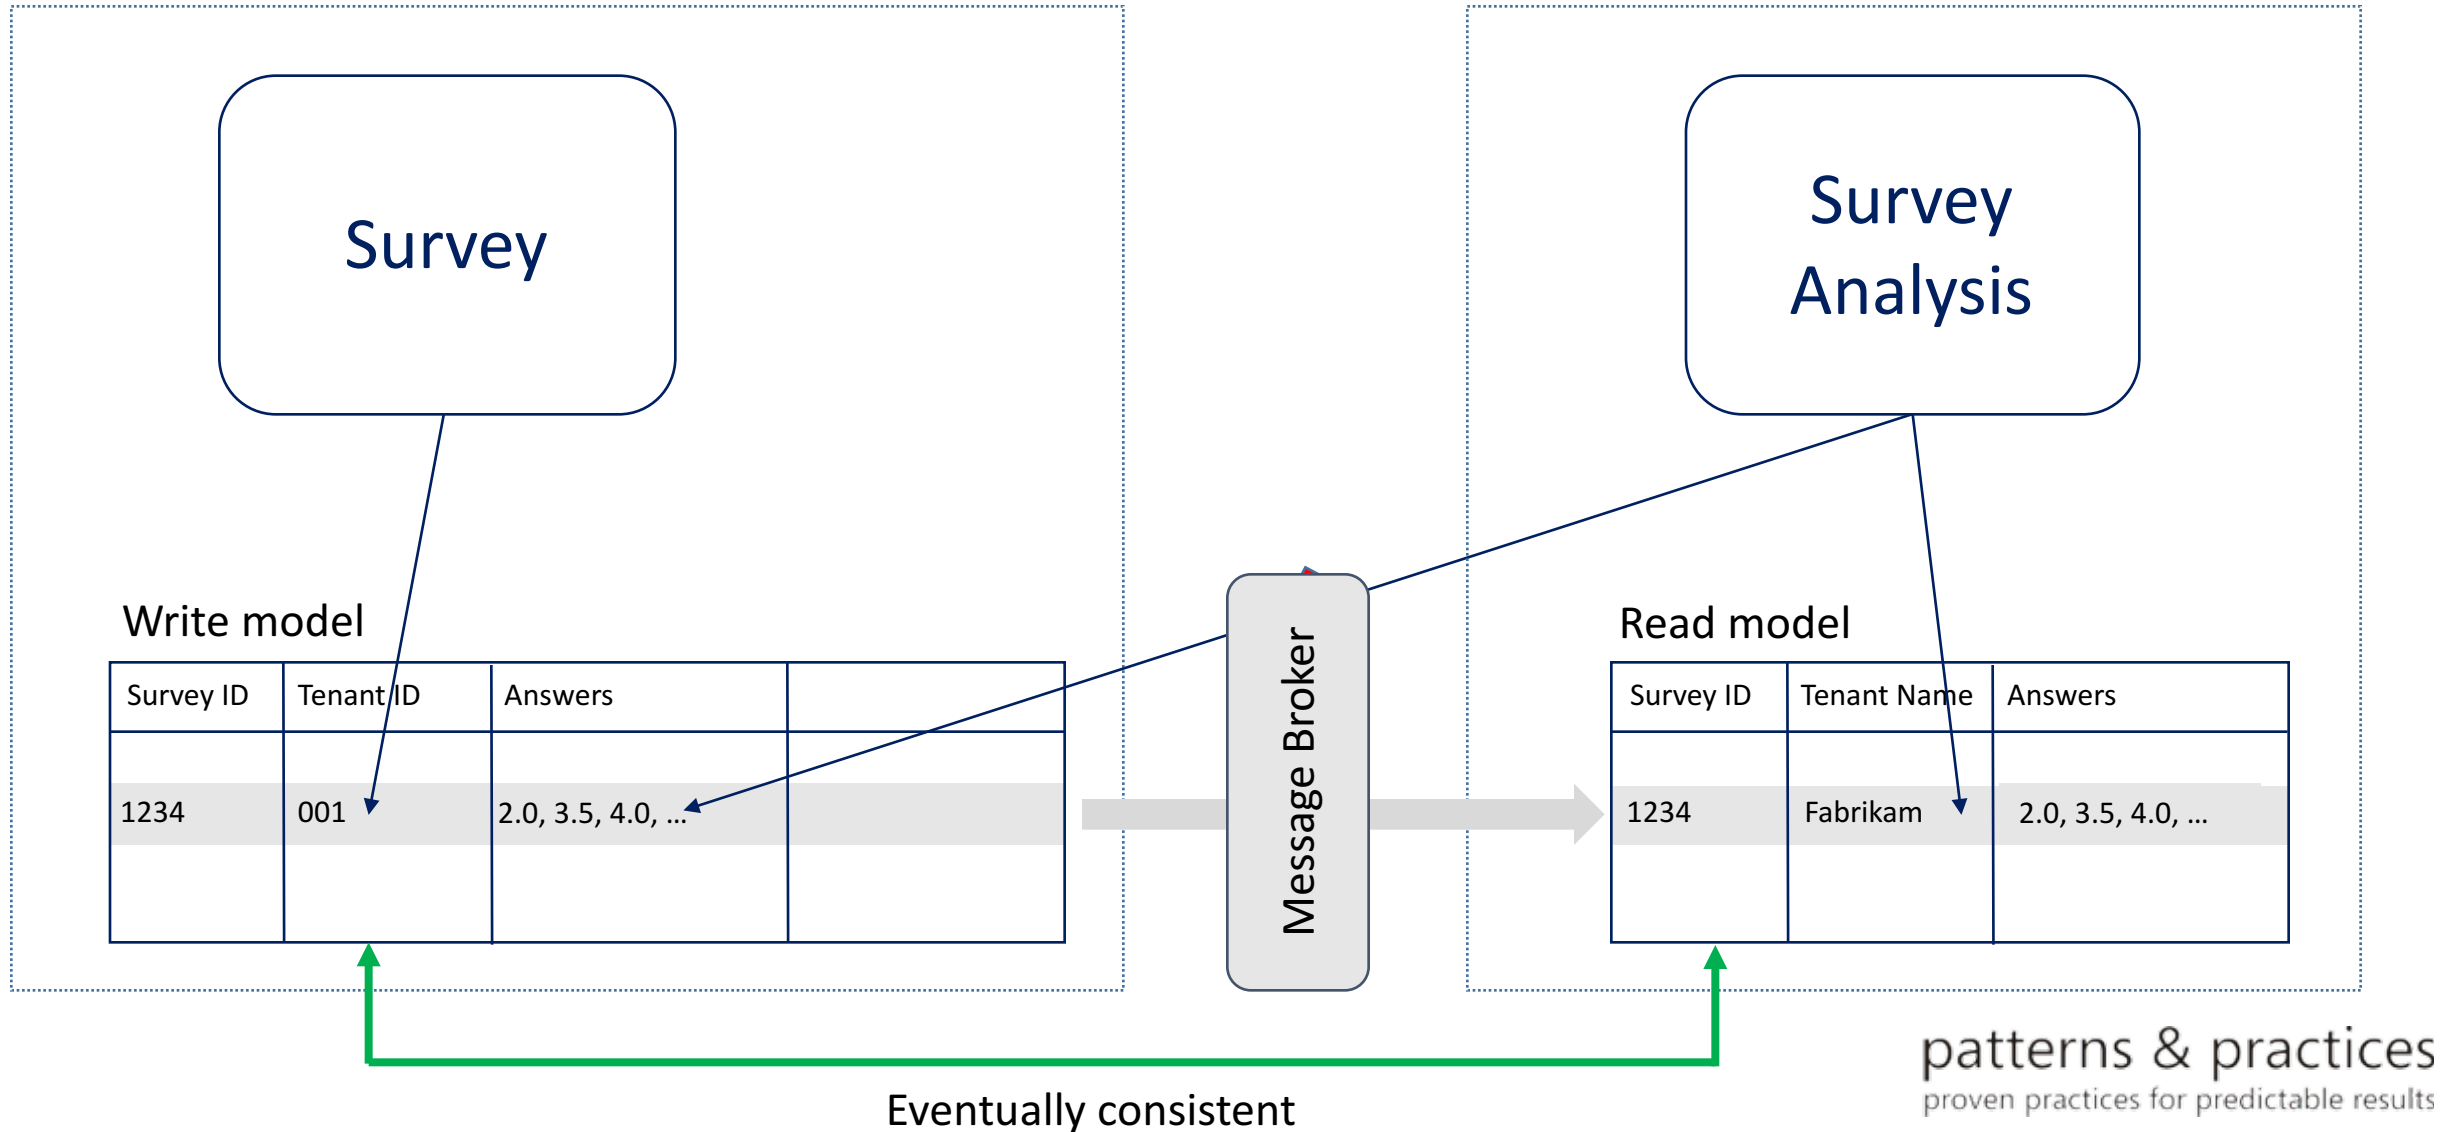 Survey
Survey
Analysis
Write model
Survey ID Tenant ID Answers
1234 001 2.0, 3.5, 4.0, ...
Message Broker
Read model
Survey ID Tenant Name Answers
1234 Fabrikam 2.0, 3.5, 4.0, ...
Eventually consistent
patterns & practices
proven practices for predictable results